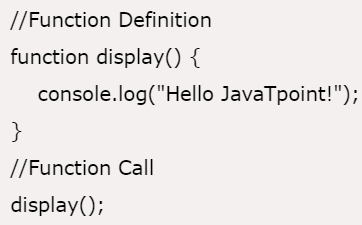 //Function Definition
function display() {
console.log("Hello JavaTpoint!");
}
//Function Call
display();